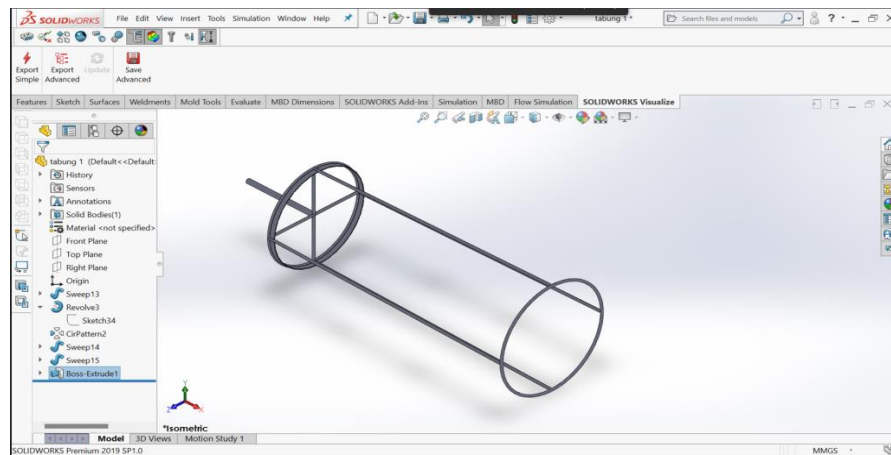 SOLIDWORKS File Edit View Insert Tools Simulation Window Help tabung 1 * Search files and models
Export Simple
Export Advanced
Update
Save Advanced
Features Sketch Surfaces Weldments Mold Tools Evaluate MBD Dimensions SOLIDWORKS Add-Ins Simulation MBD Flow Simulation SOLIDWORKS Visualize
tabung 1 (Default<<Default
History
Sensors
Annotations
Solid Bodies(1)
Material <not specified>
Front Plane
Top Plane
Right Plane
Origin
Sweep13
Revolve3
Sketch34
CirPattern2
Sweep14
Sweep15
Boss-Extrude1
Y
Z X
*Isometric
Model 3D Views Motion Study 1
SOLIDWORKS Premium 2019 SP1.0 MMGS